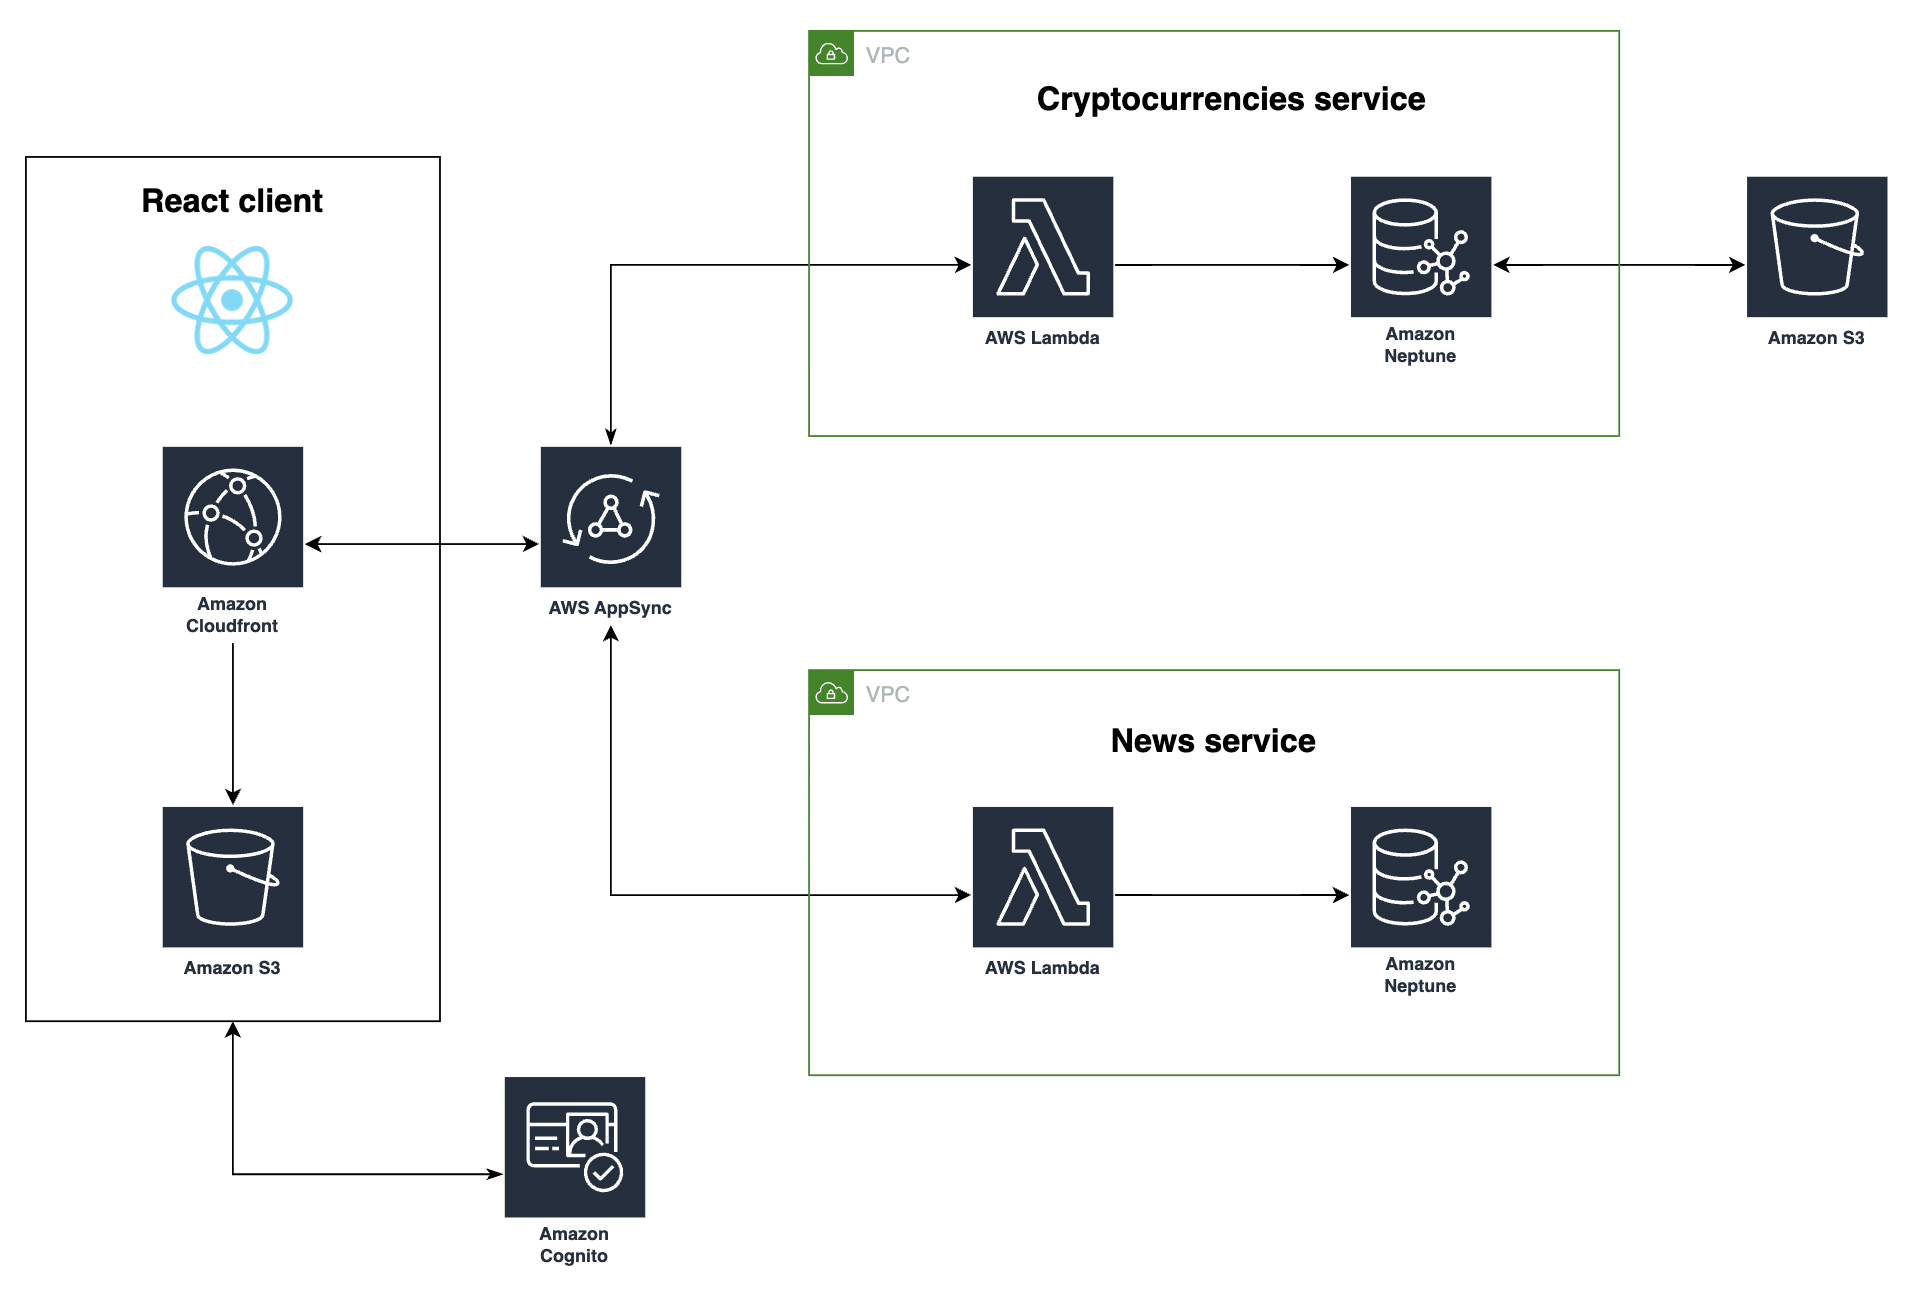 VPC
Cryptocurrencies service
AWS Lambda
Amazon
Neptune
Amazon S3
React client
Amazon
Cloudfront
Amazon S3
AWS AppSync
VPC
News service
AWS Lambda
Amazon
Neptune
Amazon
Cognito